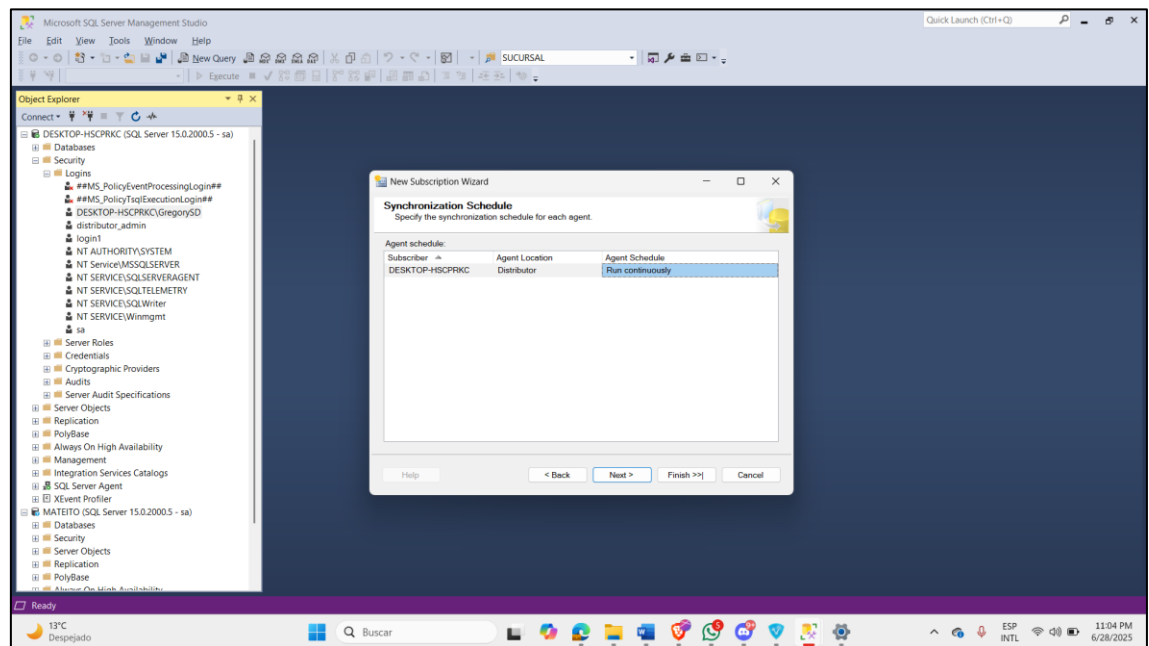 Microsoft SQL Server Management Studio
Quick Launch (Ctrl+Q)
File Edit View Tools Window Help
New Query
SUCURSAL
Execute
Object Explorer
Connect
DESKTOP-HSCPRKC (SQL Server 15.0.2000.5 - sa)
Databases
Security
Logins
##MS_PolicyEventProcessingLogin##
##MS_PolicyTsqlExecutionLogin##
DESKTOP-HSCPRKC\GregorySD
distributor_admin
login1
NT AUTHORITY\SYSTEM
NT Service\MSSQLSERVER
NT SERVICE\SQLSERVERAGENT
NT SERVICE\SQLTELEMETRY
NT SERVICE\SQLWriter
NT SERVICE\Winmgmt
sa
Server Roles
Credentials
Cryptographic Providers
Audits
Server Audit Specifications
Server Objects
Replication
PolyBase
Always On High Availability
Management
Integration Services Catalogs
SQL Server Agent
XEvent Profiler
MATEITO (SQL Server 15.0.2000.5 - sa)
Databases
Security
Server Objects
Replication
PolyBase
Always On High Availability
New Subscription Wizard
Synchronization Schedule
Specify the synchronization schedule for each agent.
Agent schedule:
Subscriber Agent Location Agent Schedule
DESKTOP-HSCPRKC Distributor Run continuously
Help < Back Next > Finish >>| Cancel
Ready
13°C
Despejado
Buscar
ESP
INTL
11:04 PM
6/28/2025